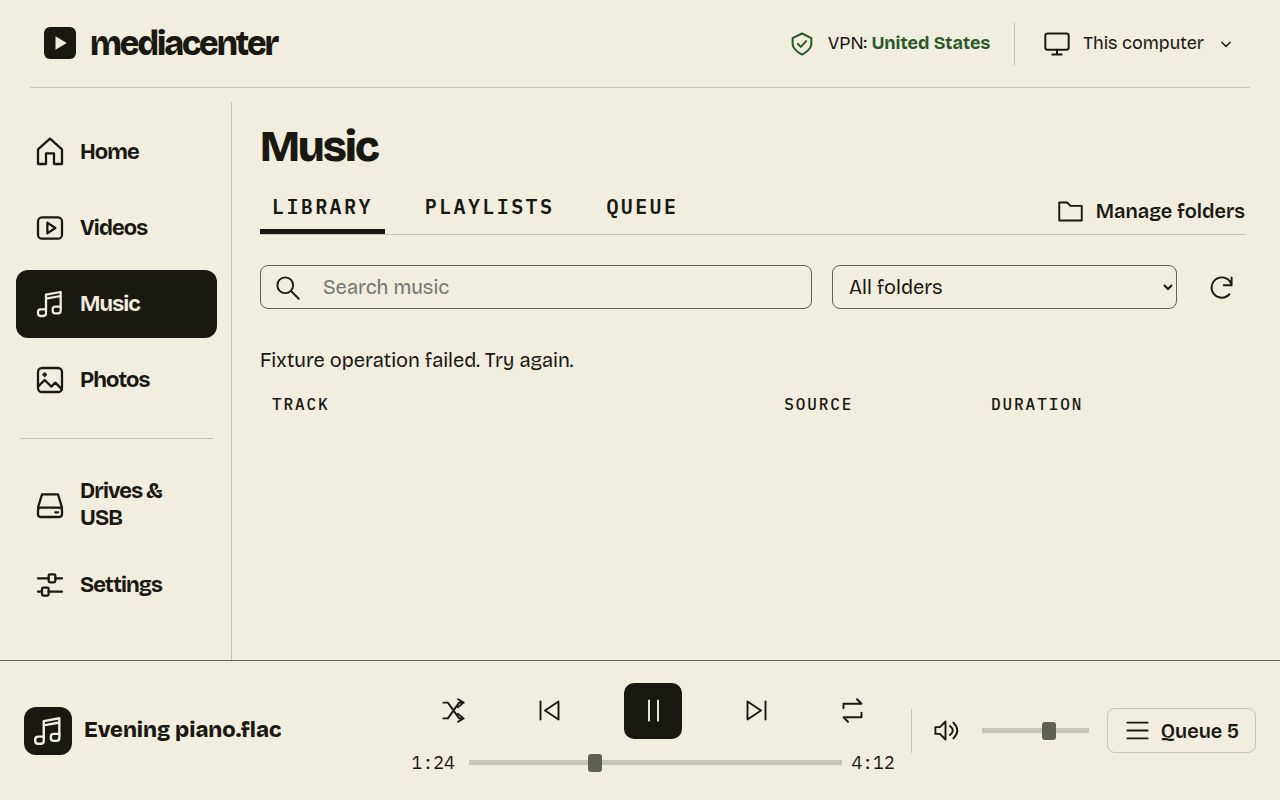 mediacenter
VPN: United States
This computer
Home
Videos
Music
Photos
Drives &
USB
Settings
Music
LIBRARY
PLAYLISTS
QUEUE
Manage folders
Search music
All folders
Fixture operation failed. Try again.
TRACK
SOURCE
DURATION
Evening piano.flac
1:24
4:12
Queue 5